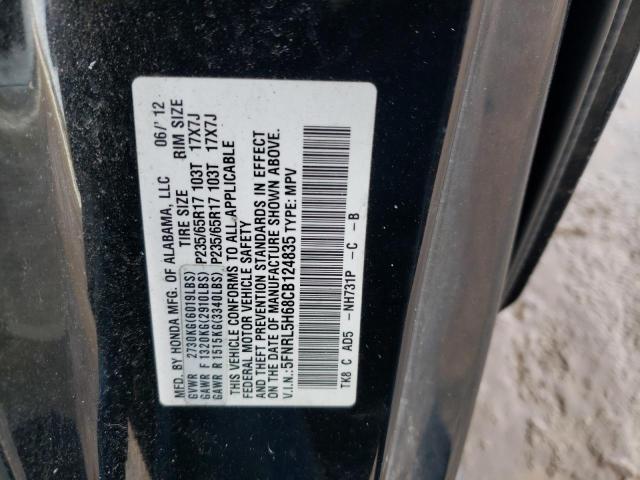 MFD. BY HONDA MFG. OF ALABAMA, LLC 06/'12
TIRE SIZE RIM SIZE
GVWR 2730KG(6019LBS)
GAWR F 1320KG(2910LBS) P235/65R17 103T 17X7J
GAWR R 1515KG(3340LBS) P235/65R17 103T 17X7J
THIS VEHICLE CONFORMS TO ALL APPLICABLE
FEDERAL MOTOR VEHICLE SAFETY
AND THEFT PREVENTION STANDARDS IN EFFECT
ON THE DATE OF MANUFACTURE SHOWN ABOVE.
V.I.N.:5FNRL5H68CB124835 TYPE: MPV
TK8 C AD5 -NH731P -C -B